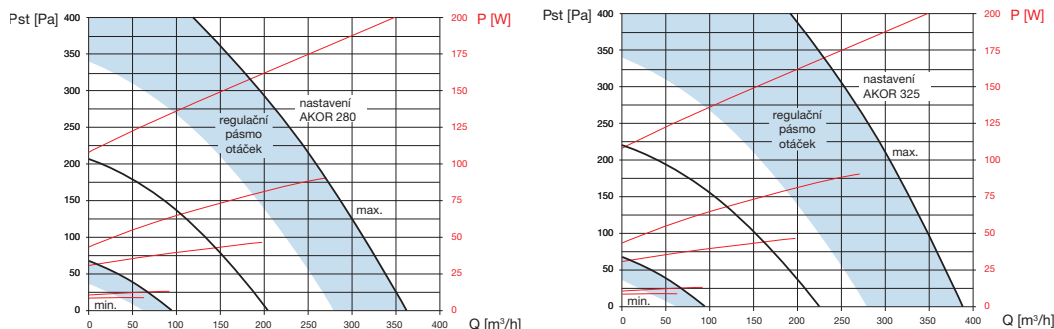 Pst [Pa]
P [W]
400
350
300
250
200
150
100
50
0
200
175
150
125
100
75
50
25
0
nastavení
AKOR 280
regulační
pásmo
otáček
max.
min.
0
50
100
150
200
250
300
350
400
Q [m³/h]
Pst [Pa]
P [W]
400
350
300
250
200
150
100
50
0
200
175
150
125
100
75
50
25
0
nastavení
AKOR 325
regulační
pásmo
otáček
max.
min.
0
50
100
150
200
250
300
350
400
Q [m³/h]